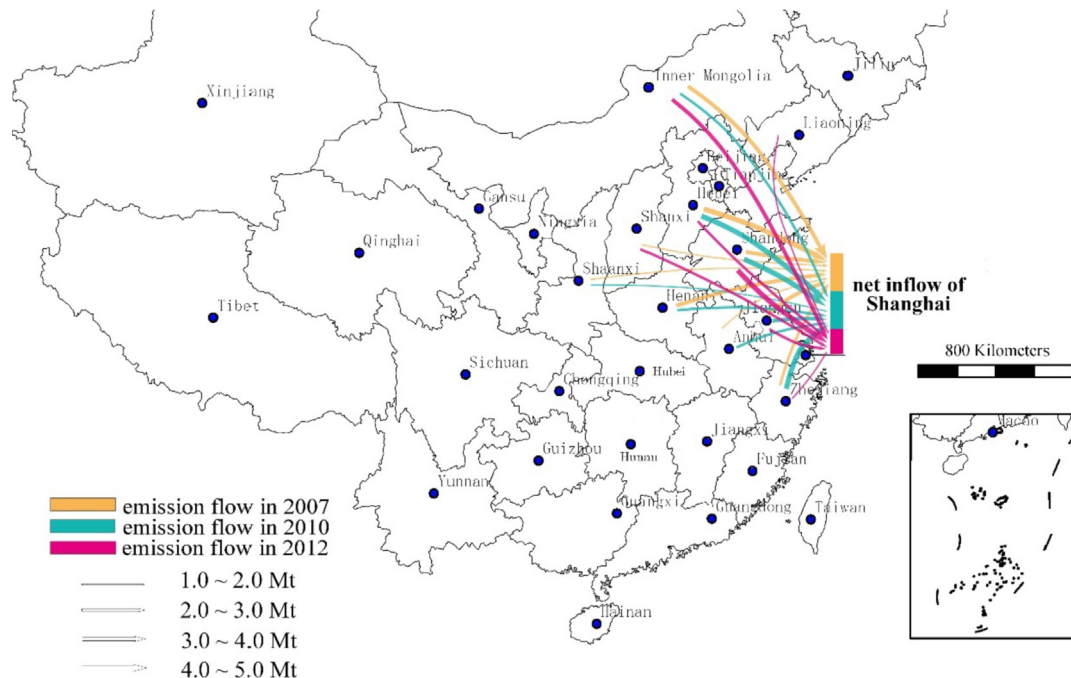 Jilin
Inner Mongolia
Xinjiang
Liaoning
Beijing
Tianjin
Hebei
Gansu
Shanxi
Ningxia
Shandong
Qinghai
Shaanxi
net inflow of
Shanghai
Henan
Tibet
Anhui
800 Kilometers
Sichuan
Hubei
Chongqing
Zhejiang
Macao
Jiangxi
Guizhou
Hunan
Fujian
Yunnan
Guangxi
Guangdong
Taiwan
emission flow in 2007
emission flow in 2010
emission flow in 2012
1.0 ~ 2.0 Mt
2.0 ~ 3.0 Mt
3.0 ~ 4.0 Mt
4.0 ~ 5.0 Mt
Hainan